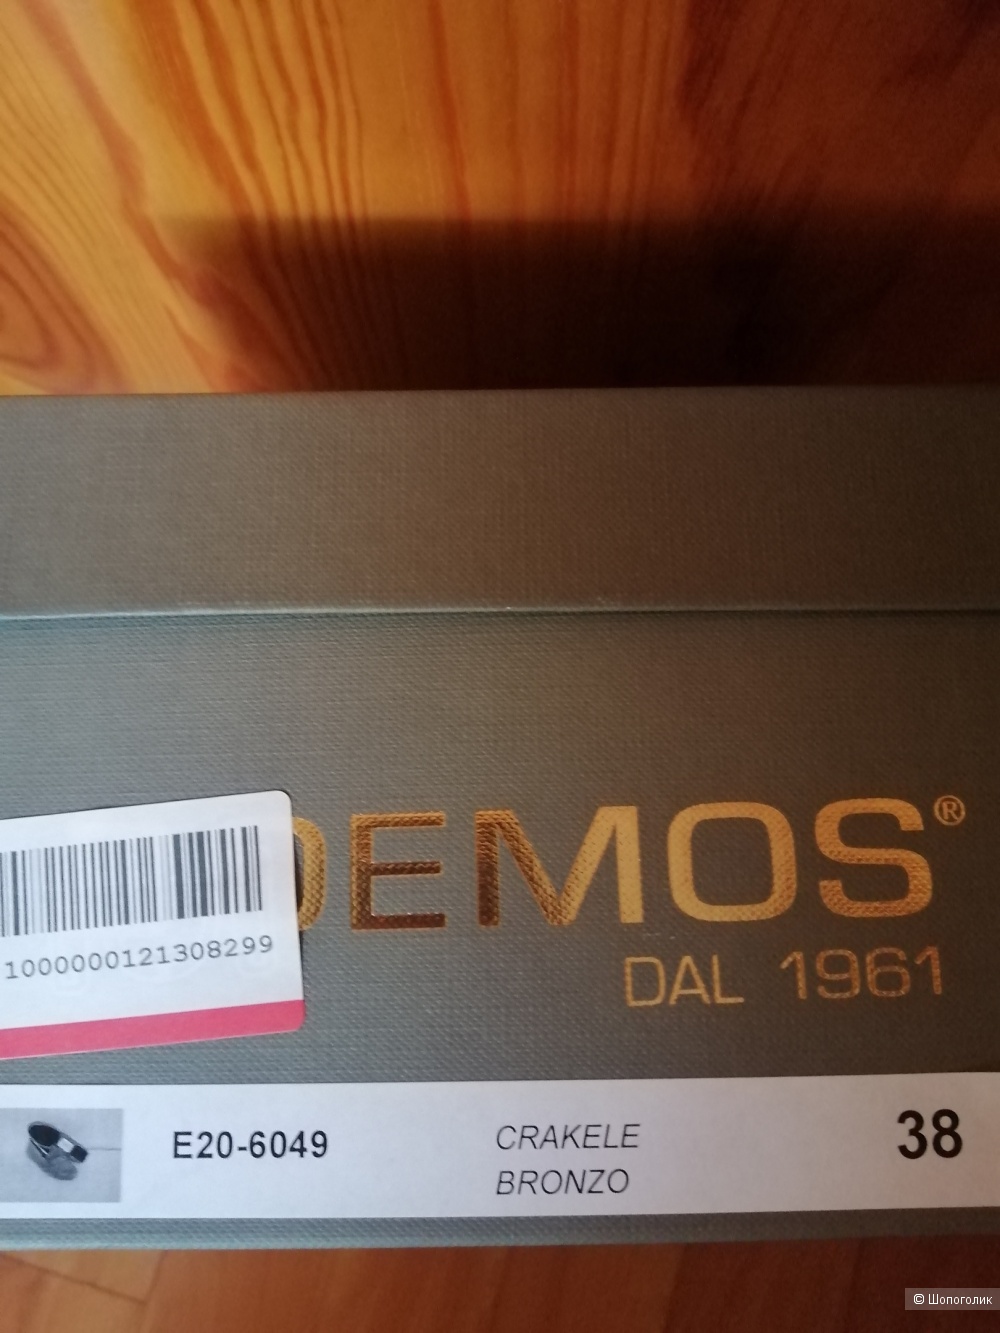 DEMOS®
DAL 1961
1000000121308299
E20-6049
CRAKELE
BRONZO
38
© Шопоголик